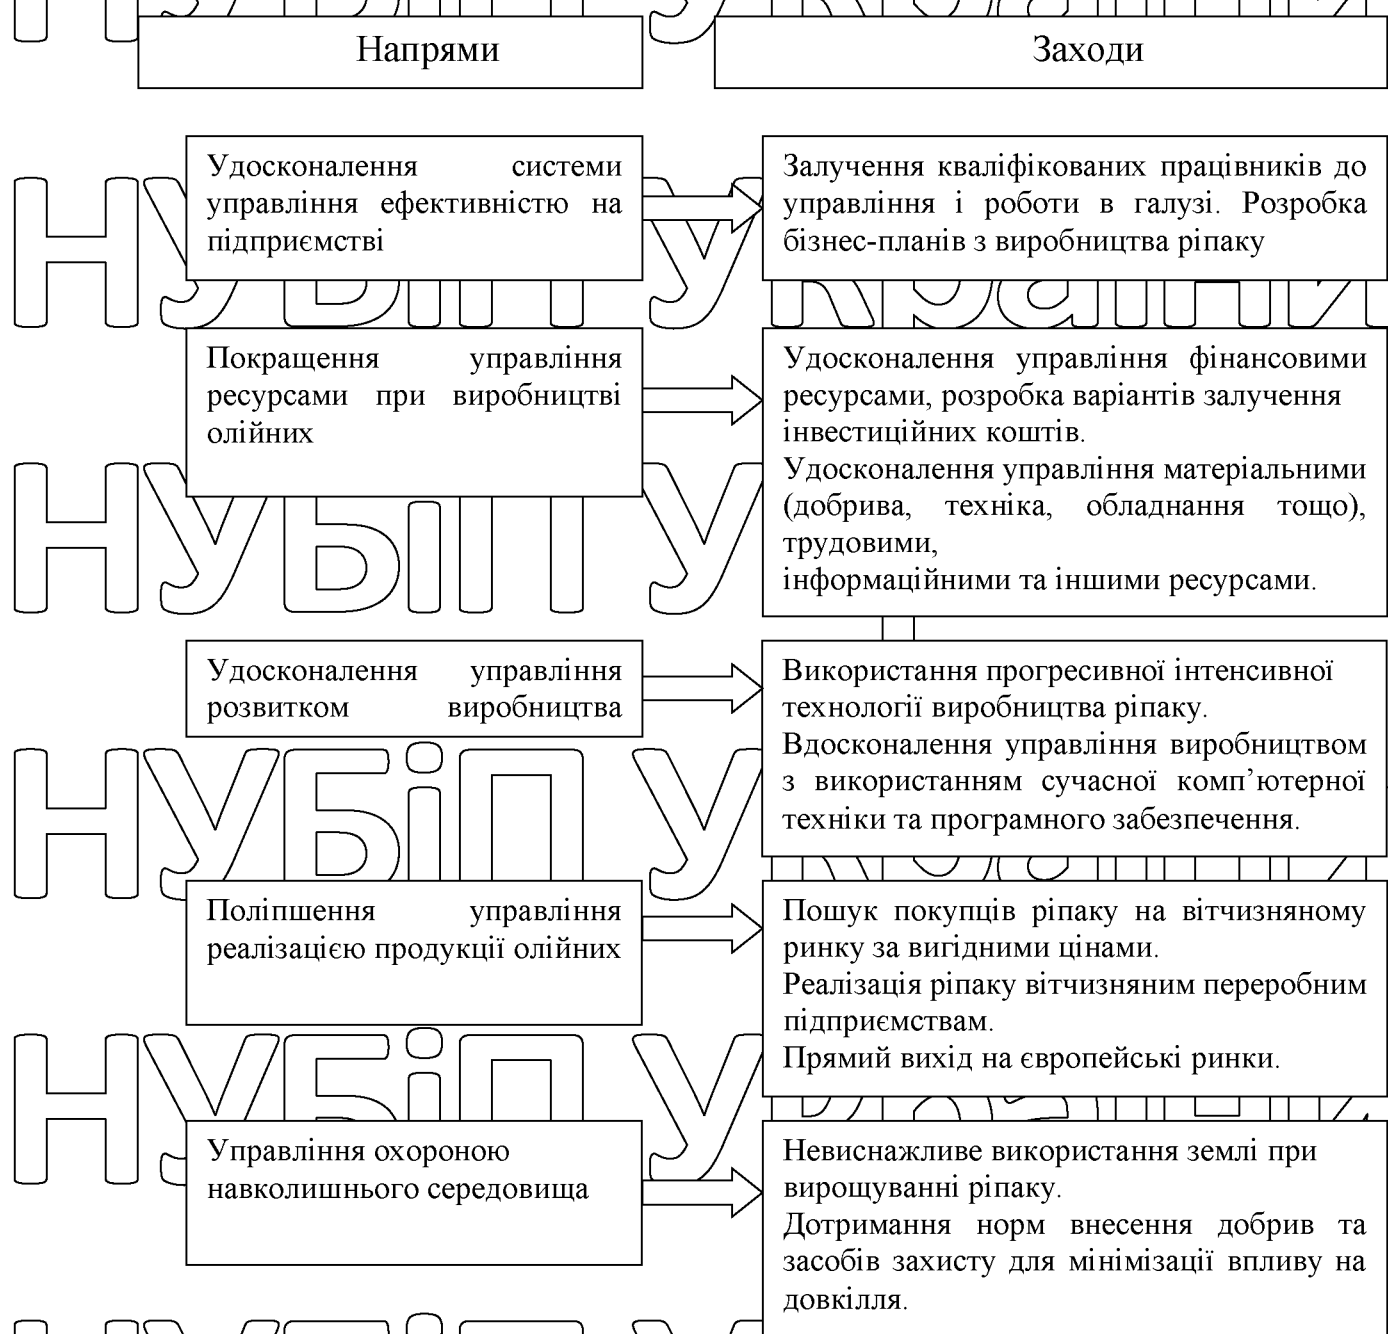 Напрями
Заходи
Удосконалення системи
управління ефективністю на
підприємстві
Залучення кваліфікованих працівників до
управління і роботи в галузі. Розробка
бізнес-планів з виробництва ріпаку
Покращення управління
ресурсами при виробництві
олійних
Удосконалення управління фінансовими
ресурсами, розробка варіантів залучення
інвестиційних коштів.
Удосконалення управління матеріальними
(добрива, техніка, обладнання тощо),
трудовими,
інформаційними та іншими ресурсами.
Удосконалення управління
розвитком виробництва
Використання прогресивної інтенсивної
технології виробництва ріпаку.
Вдосконалення управління виробництвом
з використанням сучасної комп’ютерної
техніки та програмного забезпечення.
Поліпшення управління
реалізацією продукції олійних
Пошук покупців ріпаку на вітчизняному
ринку за вигідними цінами.
Реалізація ріпаку вітчизняним переробним
підприємствам.
Прямий вихід на європейські ринки.
Управління охороною
навколишнього середовища
Невиснажливе використання землі при
вирощуванні ріпаку.
Дотримання норм внесення добрив та
засобів захисту для мінімізації впливу на
довкілля.
НУБіП України
НУБіП У
НУБіП України
НУБіП України